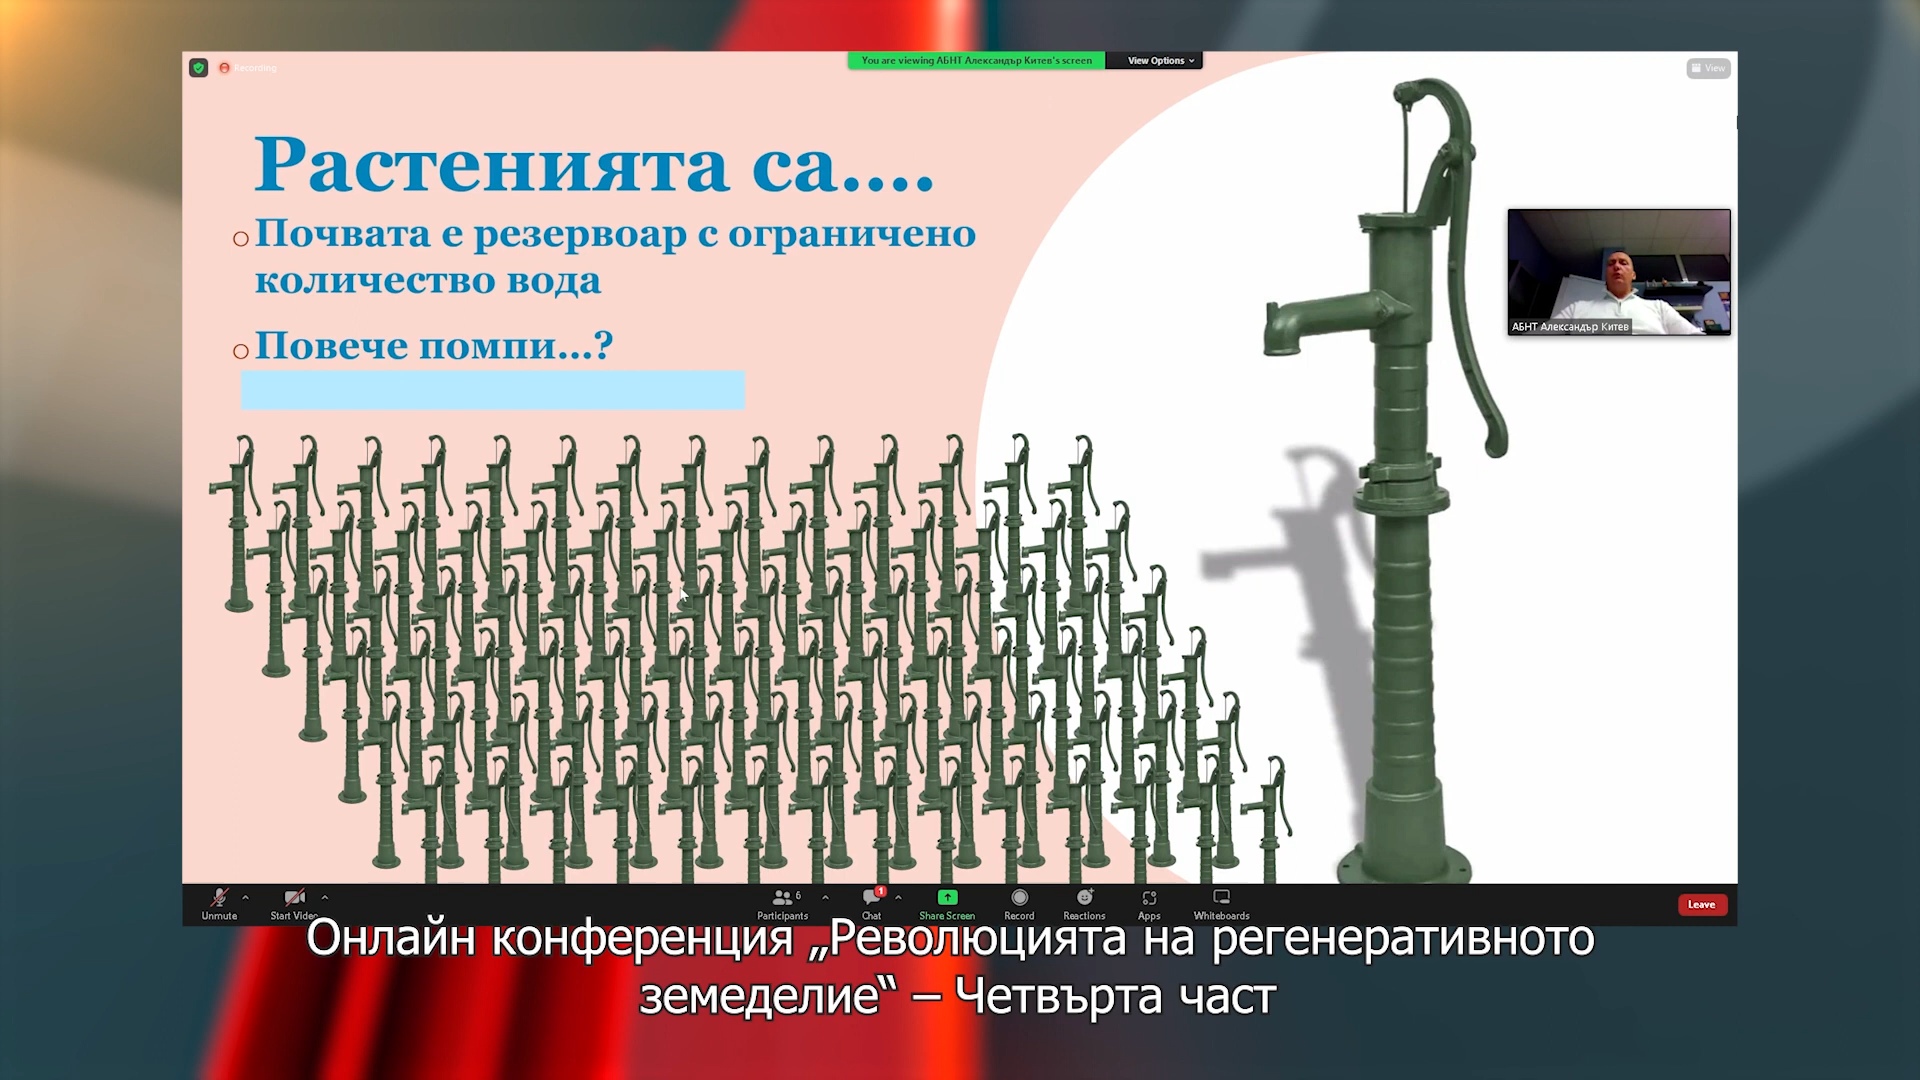 Recording
You are viewing АБНТ Александър Китев's screen
View Options
View
Растенията са....
Почвата е резервоар с ограничено
количество вода
Повече помпи...?
АБНТ Александър Китев
Unmute
Start Video
6
Participants
1
Chat
Share Screen
Record
Reactions
Apps
Whiteboards
Leave
Онлайн конференция „Революцията на регенеративното
земеделие“ – Четвърта част